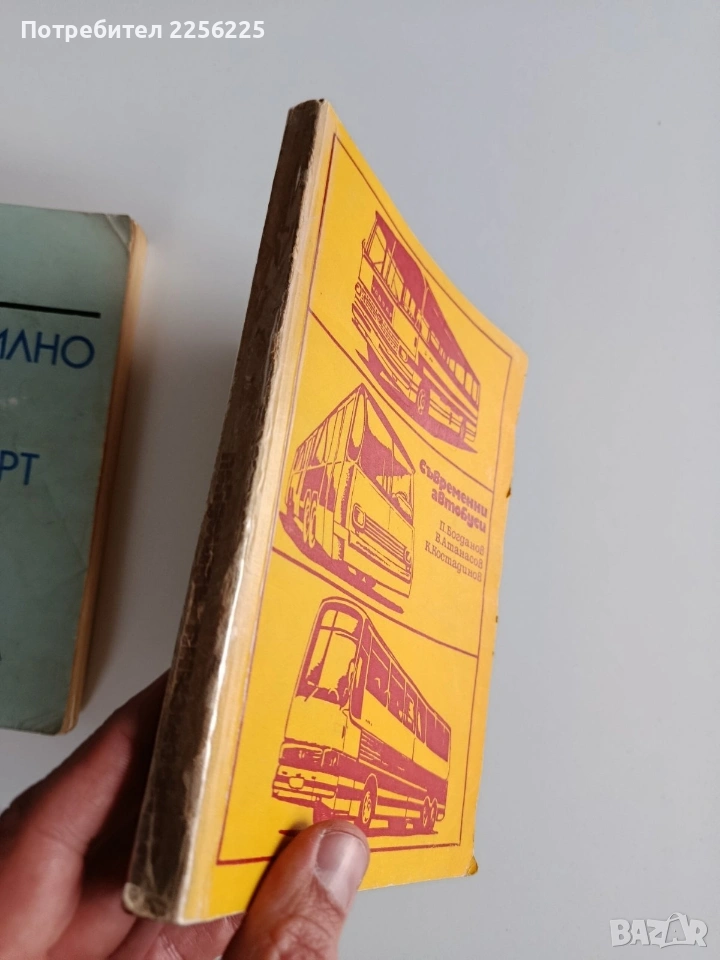 Потребител 2256225
ИЛНО
РТ
Съвременни
автобуси
П. Богданов
В. Атанасов
К. Костадинов
BAZAR